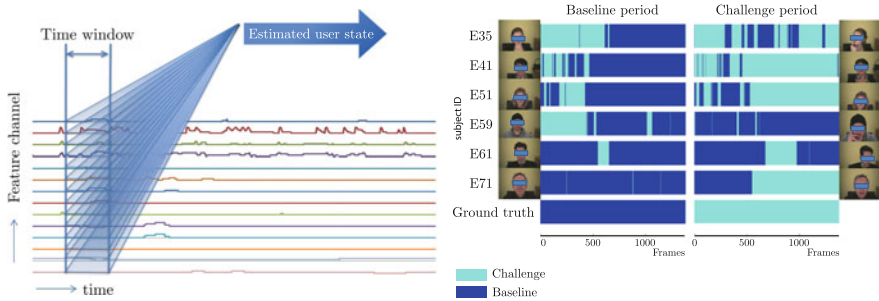 Time window
Estimated user state
Feature channel
time
Baseline period
Challenge period
subject ID
E35
E41
E51
E59
E61
E71
Ground truth
0
500
1000
Frames
0
500
1000
Frames
Challenge
Baseline